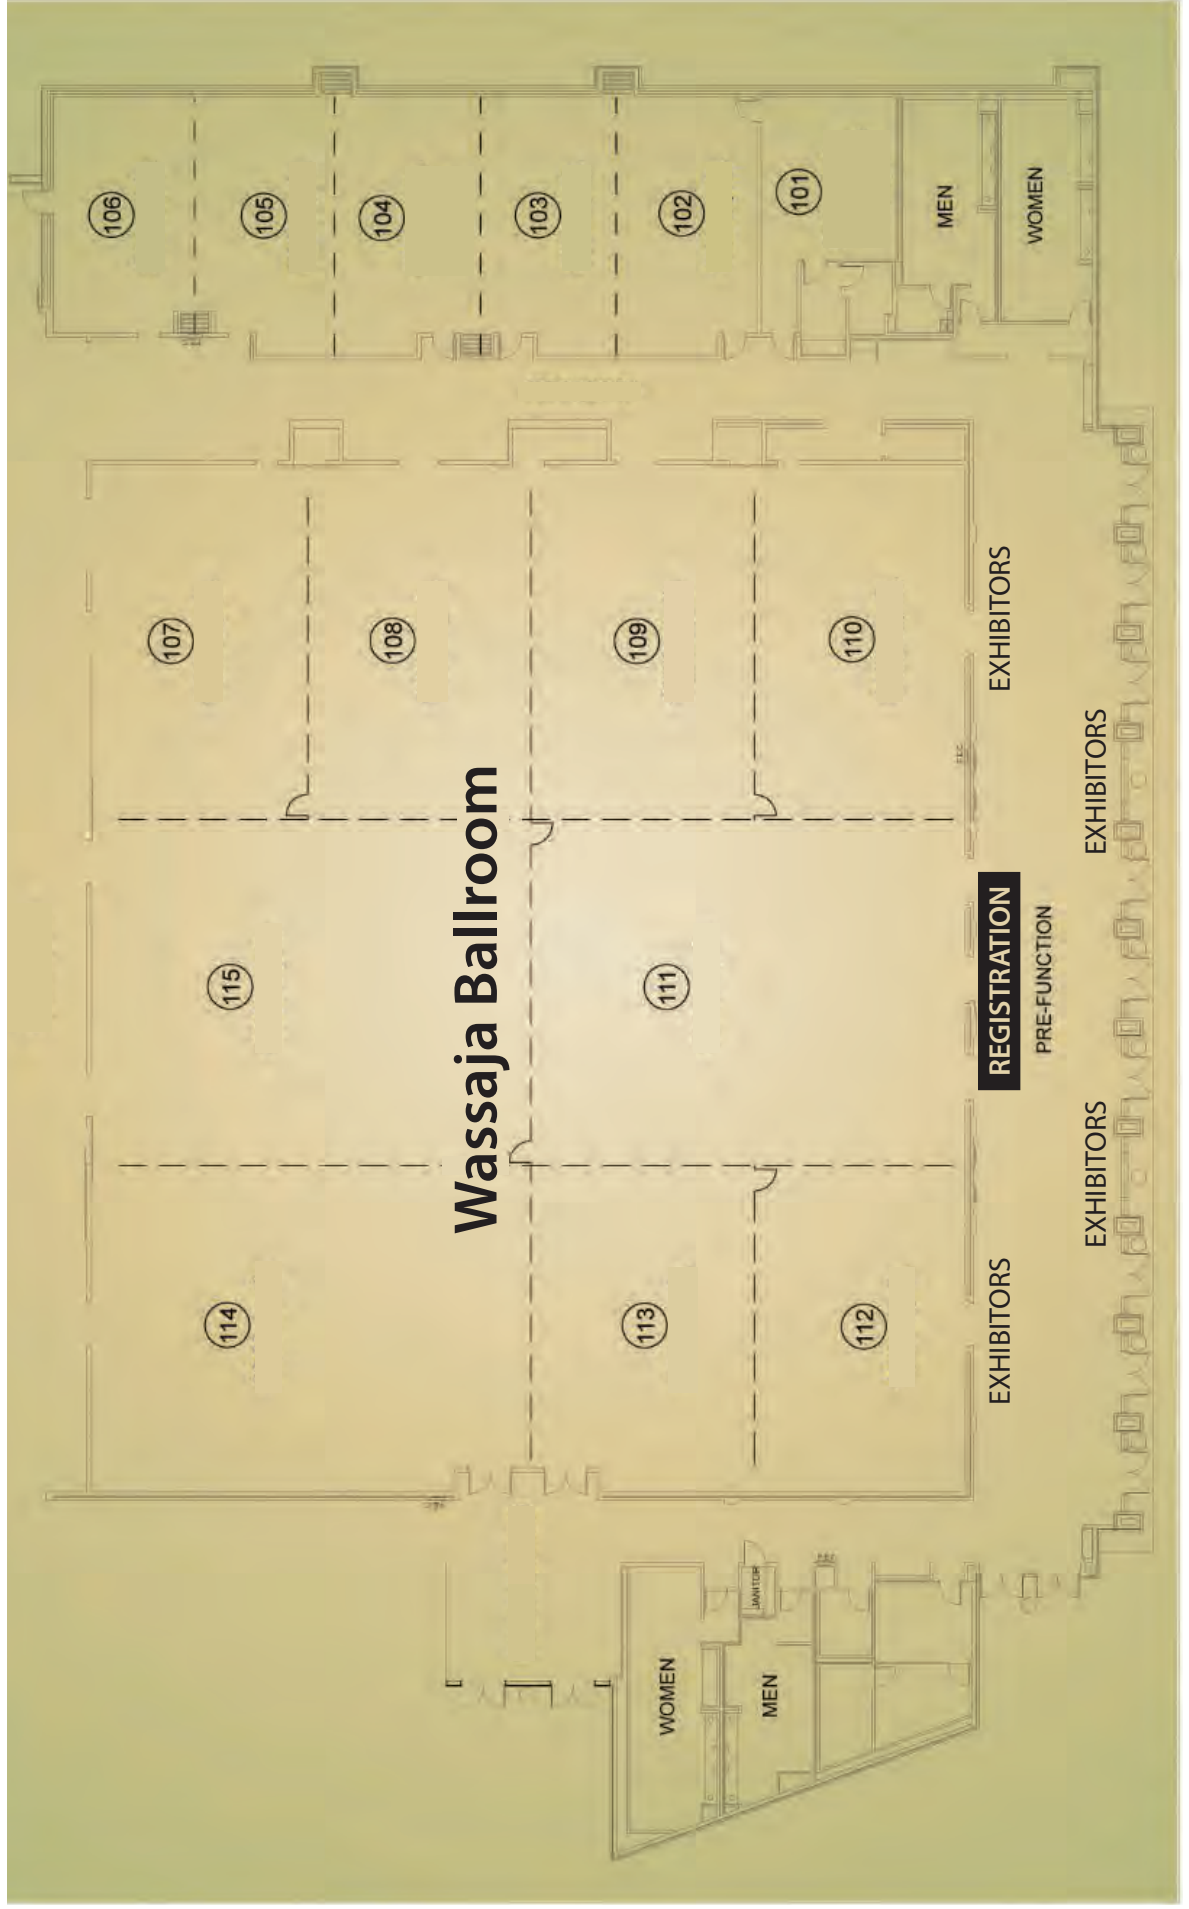 106
107
114
115
105
108
104
Wassaja Ballroom
103
WOMEN
113
111
109
102
JANITOR
MEN
101
112
110
MEN
EXHIBITORS
REGISTRATION
EXHIBITORS
PRE-FUNCTION
WOMEN
EXHIBITORS
EXHIBITORS